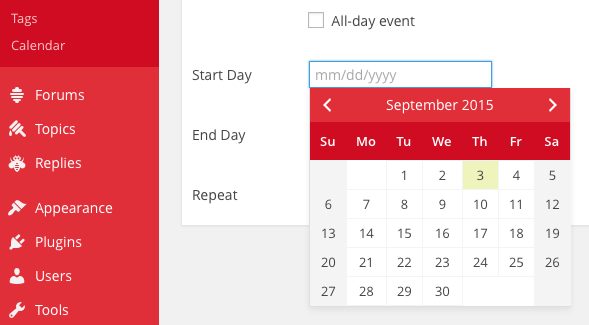 Tags
Calendar
Forums
Topics
Replies
Appearance
Plugins
Users
Tools
All-day event
Start Day
mm/dd/yyyy
End Day
Repeat
September 2015
Su Mo Tu We Th Fr Sa
1 2 3 4 5
6 7 8 9 10 11 12
13 14 15 16 17 18 19
20 21 22 23 24 25 26
27 28 29 30